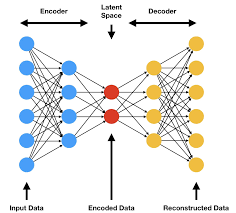 Encoder
Latent
Space
Decoder
Input Data
Encoded Data
Reconstructed Data